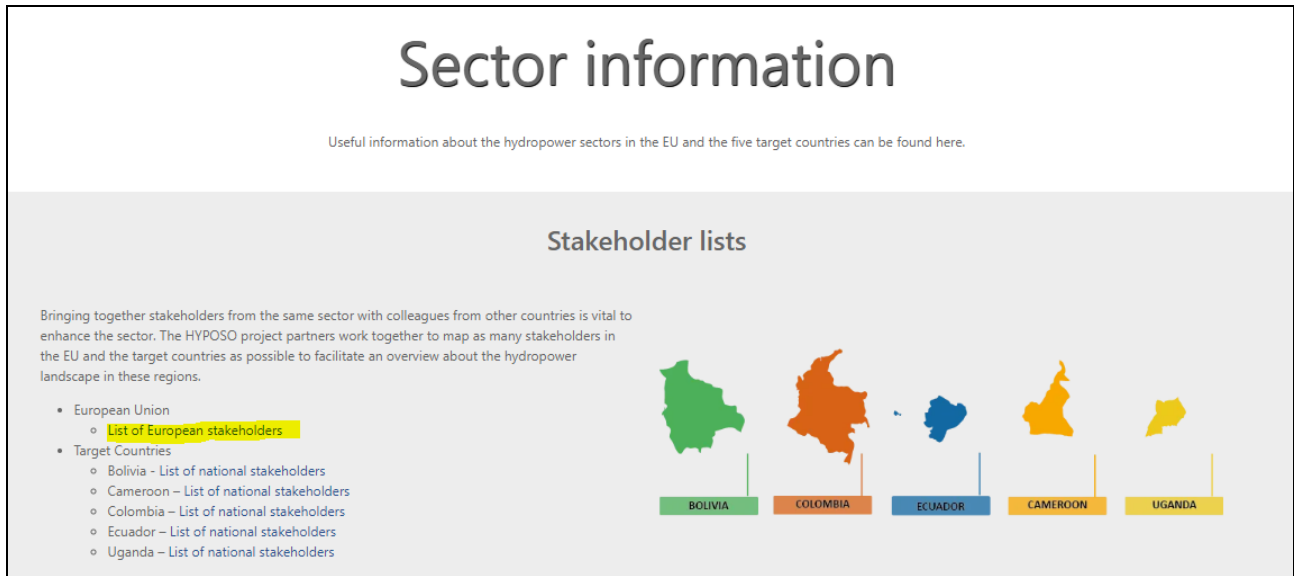 Sector information
Useful information about the hydropower sectors in the EU and the five target countries can be found here.
Stakeholder lists
Bringing together stakeholders from the same sector with colleagues from other countries is vital to
enhance the sector. The HYPOSO project partners work together to map as many stakeholders in
the EU and the target countries as possible to facilitate an overview about the hydropower
landscape in these regions.
• European Union
◦ List of European stakeholders
• Target Countries
◦ Bolivia - List of national stakeholders
◦ Cameroon – List of national stakeholders
◦ Colombia – List of national stakeholders
◦ Ecuador – List of national stakeholders
◦ Uganda – List of national stakeholders
BOLIVIA
COLOMBIA
ECUADOR
CAMEROON
UGANDA